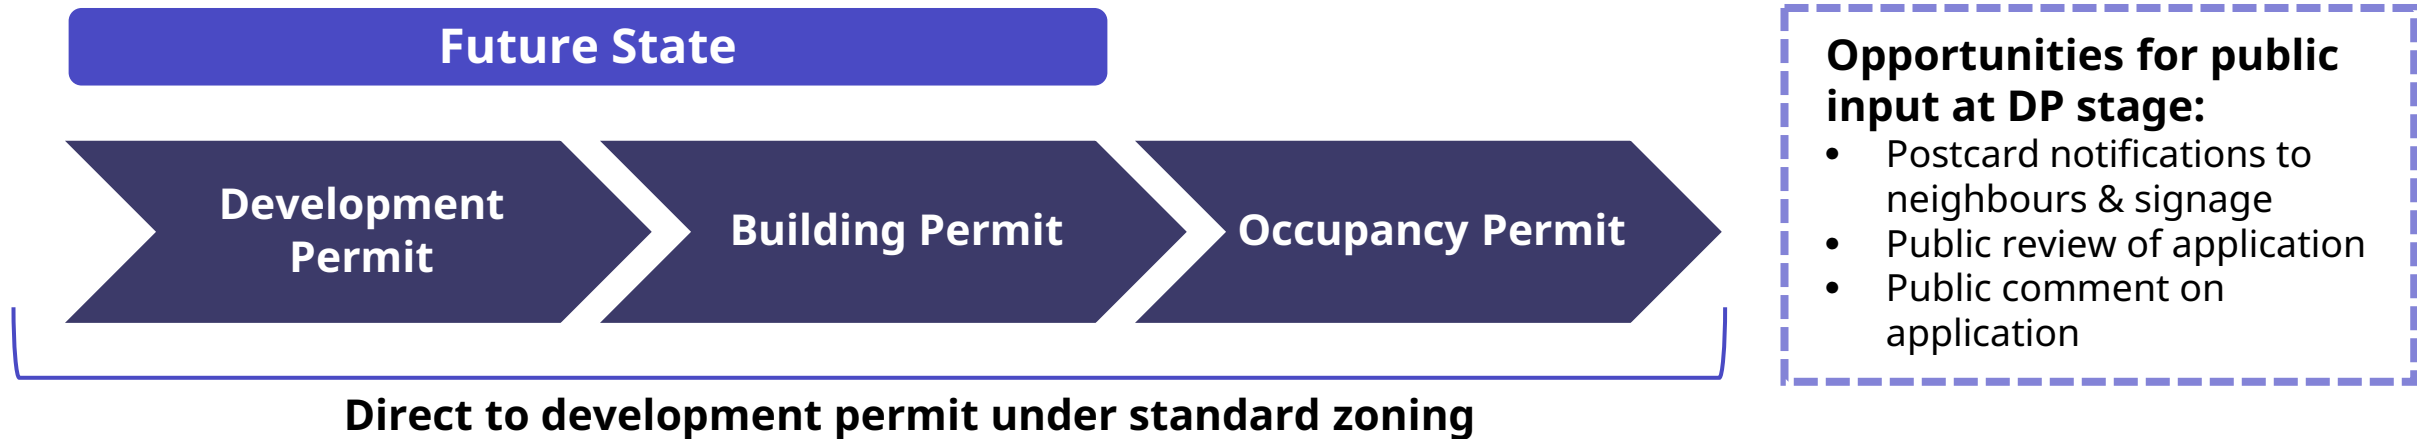 Future State
Development
Permit
Building Permit
Occupancy Permit
Direct to development permit under standard zoning
Opportunities for public
input at DP stage:
• Postcard notifications to
neighbours & signage
• Public review of application
• Public comment on
application